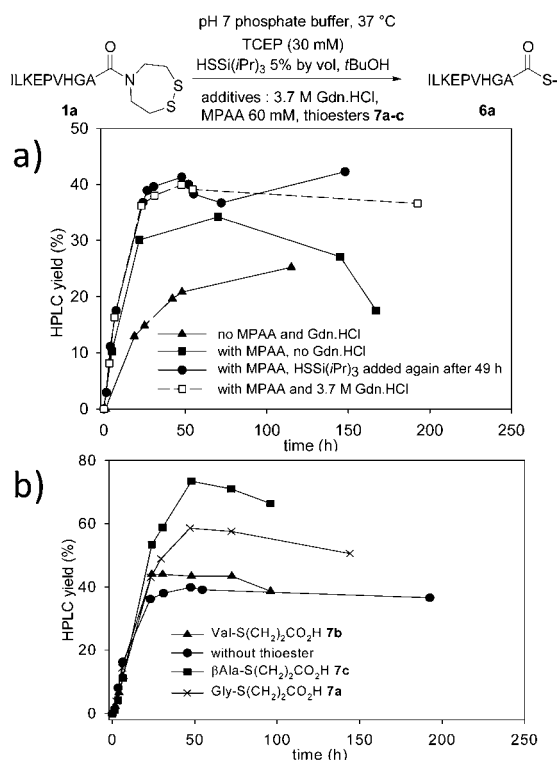 pH 7 phosphate buffer, 37 °C
TCEP (30 mM)
HSSi(iPr)3 5% by vol, tBuOH
additives : 3.7 M Gdn.HCl,
MPAA 60 mM, thioesters 7a-c
ILKEPVHGA
O
N
S
S
1a
ILKEPVHGA
O
S-
6a
a)
HPLC yield (%)
50
40
30
20
10
0
no MPAA and Gdn.HCl
with MPAA, no Gdn.HCl
with MPAA, HSSi(iPr)3 added again after 49 h
with MPAA and 3.7 M Gdn.HCl
0 50 100 150 200 250
time (h)
b)
HPLC yield (%)
80
60
40
20
0
Val-S(CH2)2CO2H 7b
without thioester
βAla-S(CH2)2CO2H 7c
Gly-S(CH2)2CO2H 7a
0 50 100 150 200 250
time (h)